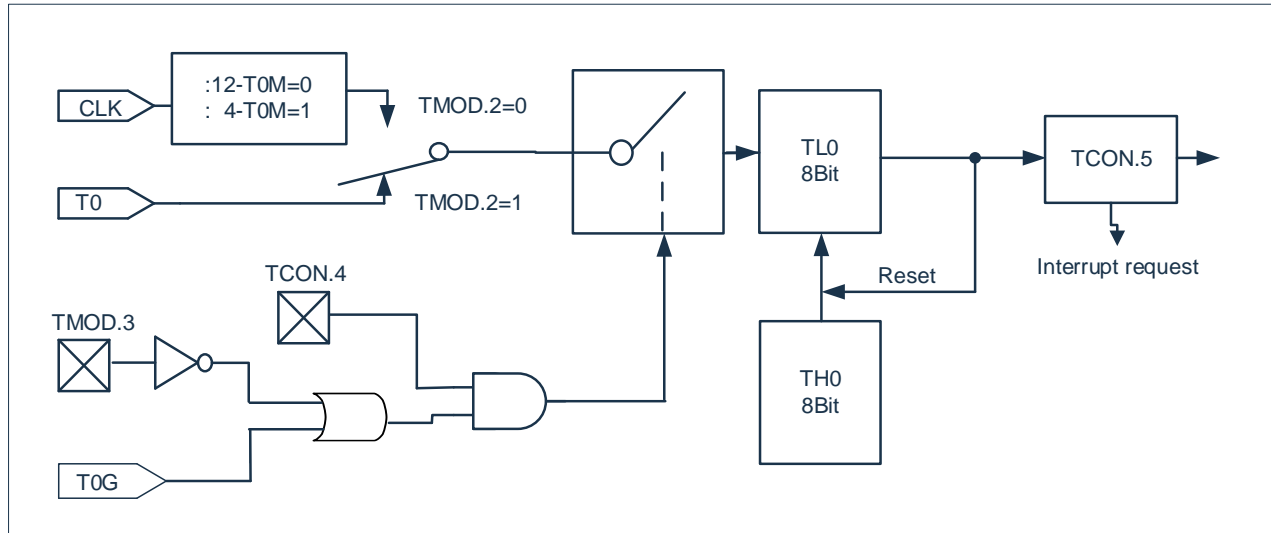 :12-T0M=0
: 4-T0M=1
CLK
TMOD.2=0
T0
TMOD.2=1
TL0
8Bit
TCON.5
Interrupt request
Reset
TCON.4
TMOD.3
TH0
8Bit
T0G